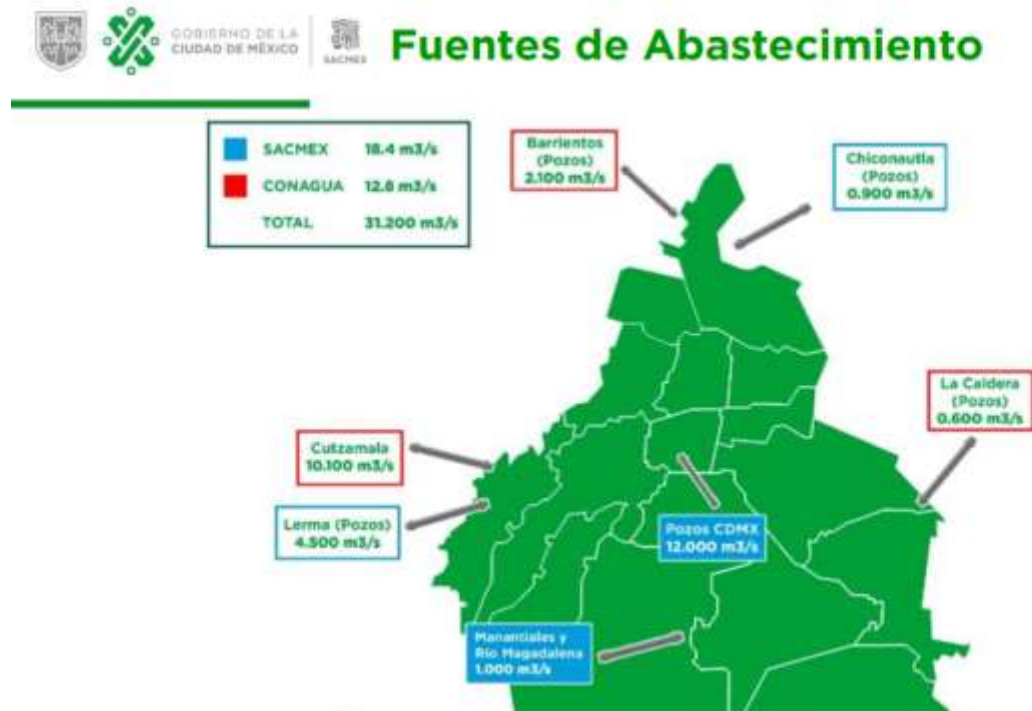 GOBIERNO DE LA
CIUDAD DE MÉXICO
SACMEX
Fuentes de Abastecimiento
SACMEX 18.4 m3/s
CONAGUA 12.8 m3/s
TOTAL 31.200 m3/s
Barrientos
(Pozos)
2.100 m3/s
Chiconautla
(Pozos)
0.900 m3/s
La Caldera
(Pozos)
0.600 m3/s
Cutzamala
10.100 m3/s
Lerma (Pozos)
4.500 m3/s
Pozos CDMX
12.000 m3/s
Manantiales y
Río Magadalena
1.000 m3/s